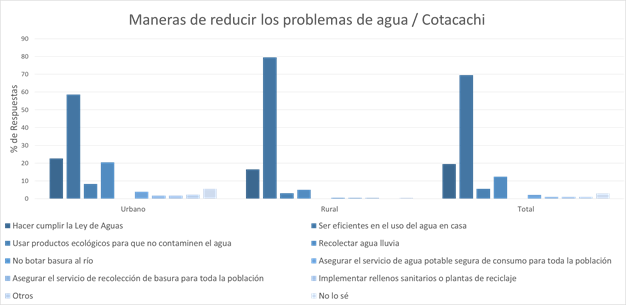 Maneras de reducir los problemas de agua / Cotacachi
% de Respuestas
90
80
70
60
50
40
30
20
10
0
Urbano Rural Total
Hacer cumplir la Ley de Aguas Ser eficientes en el uso del agua en casa
Usar productos ecológicos para que no contaminen el agua Recolectar agua lluvia
No botar basura al río Asegurar el servicio de agua potable segura de consumo para toda la población
Asegurar el servicio de recolección de basura para toda la población Implementar rellenos sanitarios o plantas de reciclaje
Otros No lo sé